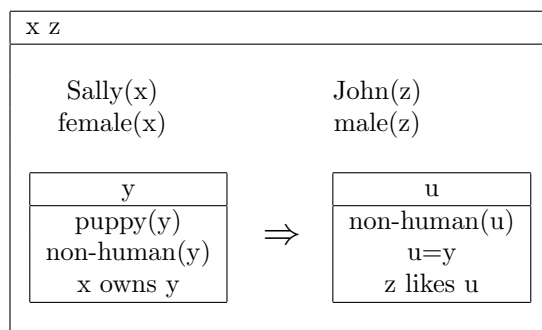 x z
Sally(x) John(z)
female(x) male(z)
y u
puppy(y) non-human(u)
non-human(y) ⇒ u=y
x owns y z likes u